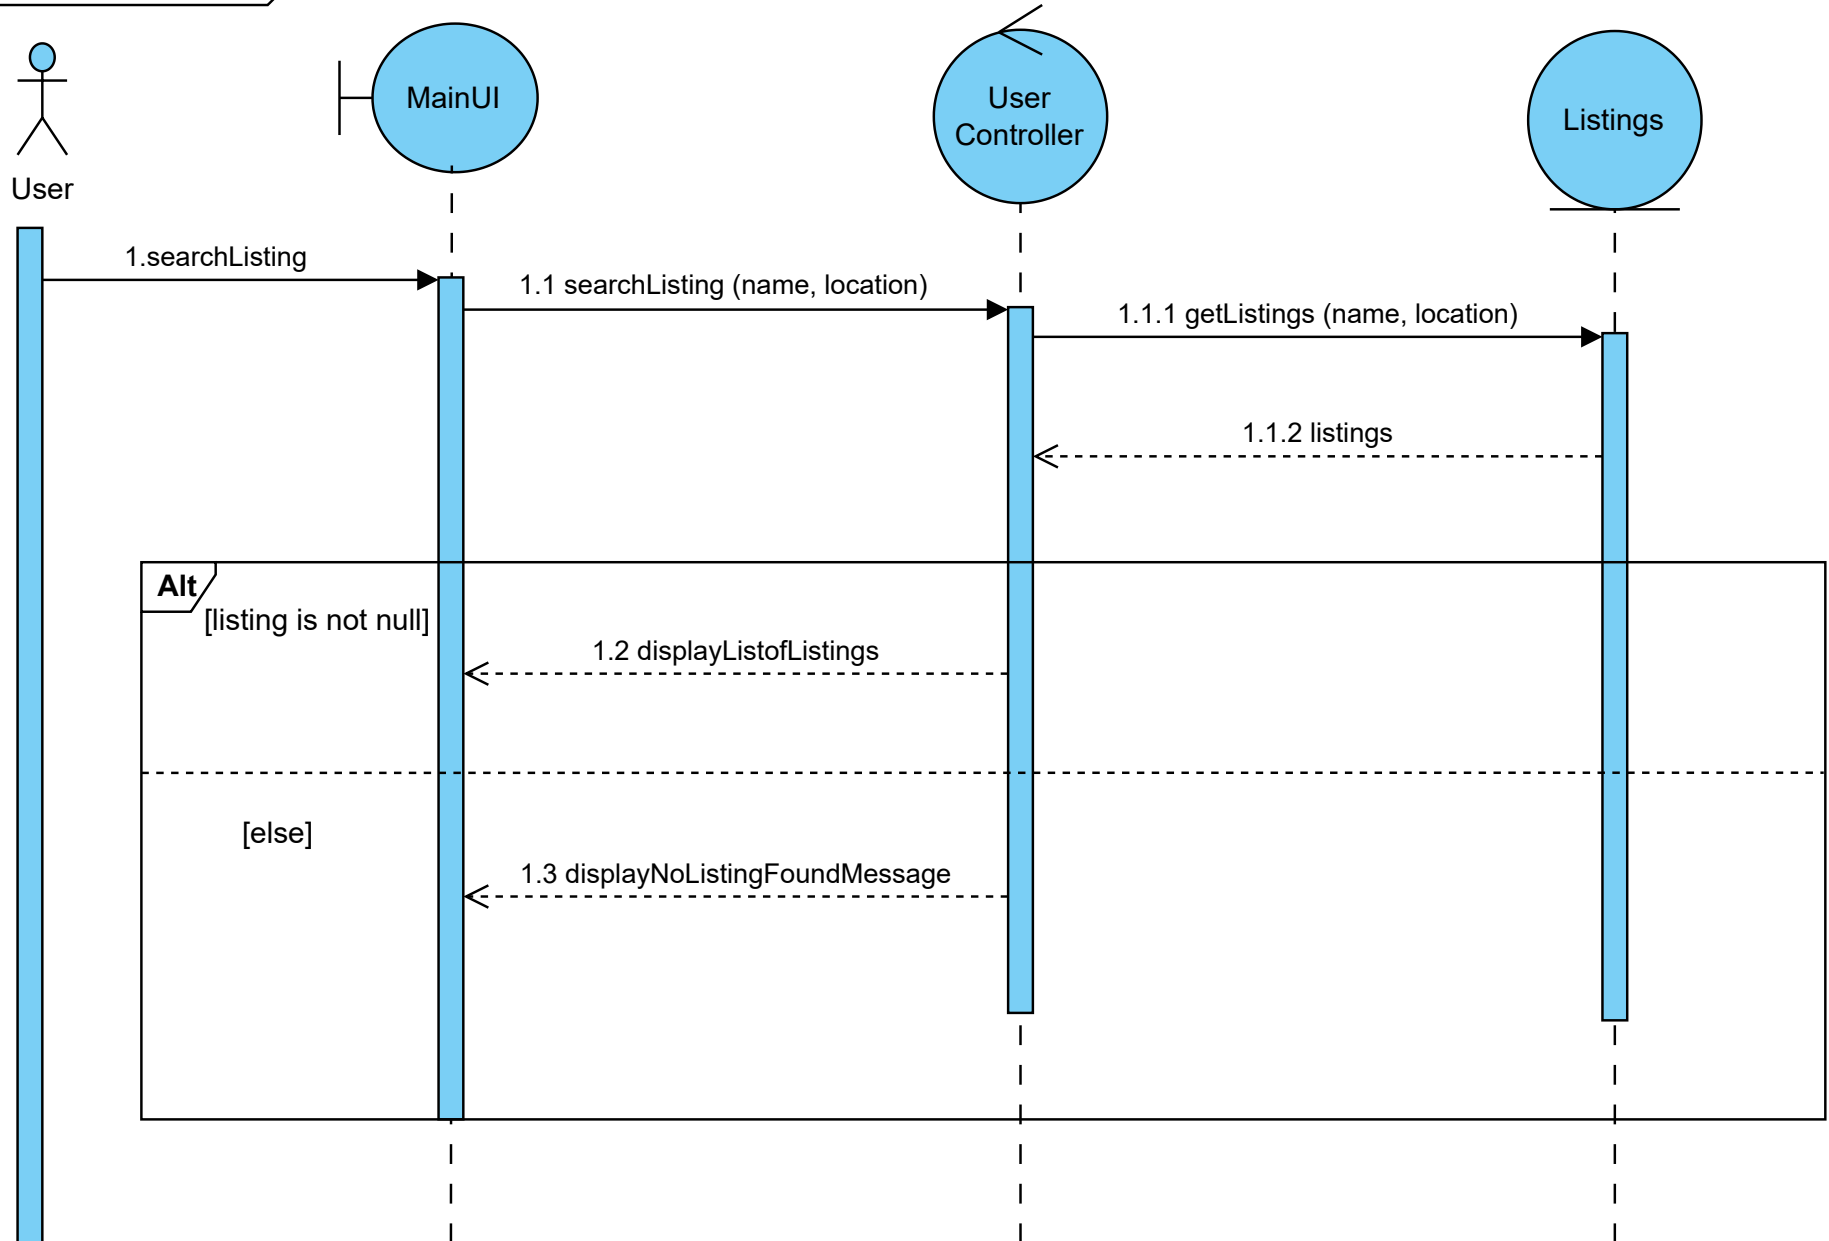 User
MainUI
User
Controller
Listings
1.searchListing
1.1 searchListing (name, location)
1.1.1 getListings (name, location)
1.1.2 listings
Alt
[listing is not null]
1.2 displayListofListings
[else]
1.3 displayNoListingFoundMessage